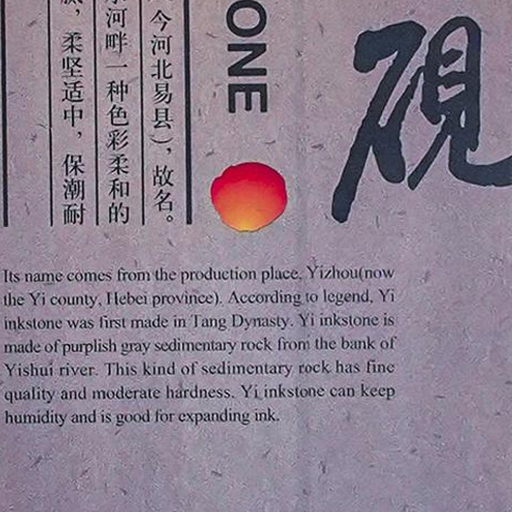 今河北易县），故名。
河畔一种色彩柔和的
，柔坚适中，保潮耐
ONE
砚
Its name comes from the production place, Yizhou(now
the Yi county, Hebei province). According to legend, Yi
inkstone was first made in Tang Dynasty. Yi inkstone is
made of purplish gray sedimentary rock from the bank of
Yishui river. This kind of sedimentary rock has fine
quality and moderate hardness. Yi inkstone can keep
humidity and is good for expanding ink.